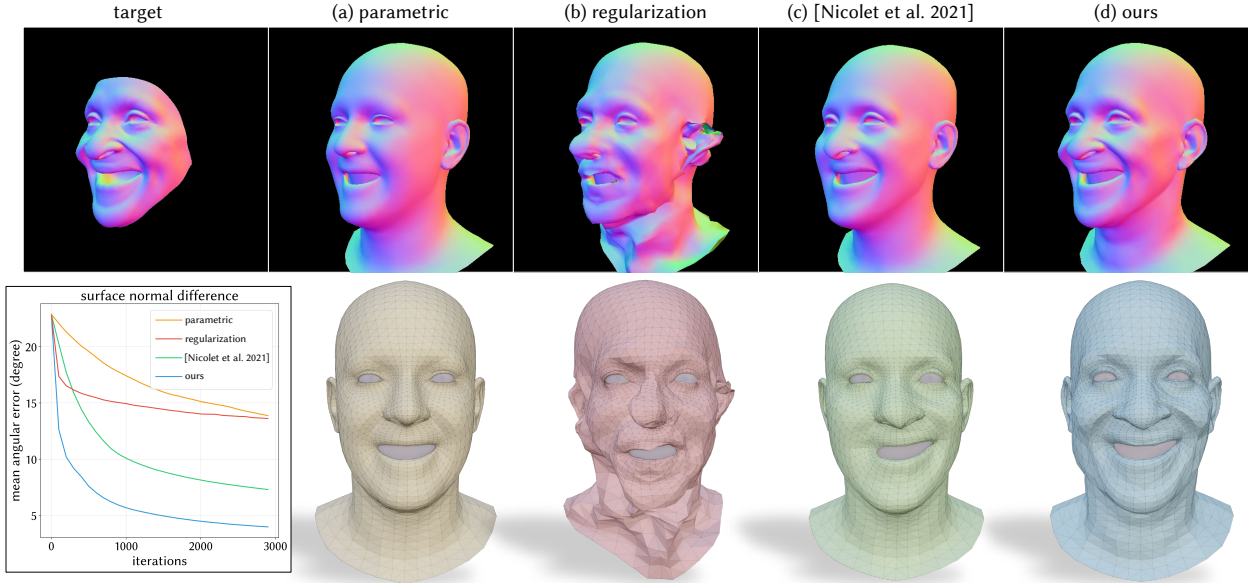 target
(a) parametric
(b) regularization
(c) [Nicolet et al. 2021]
(d) ours
surface normal difference
parametric
regularization
[Nicolet et al. 2021]
ours
mean angular error (degree)
20
15
10
5
0
1000
2000
3000
iterations